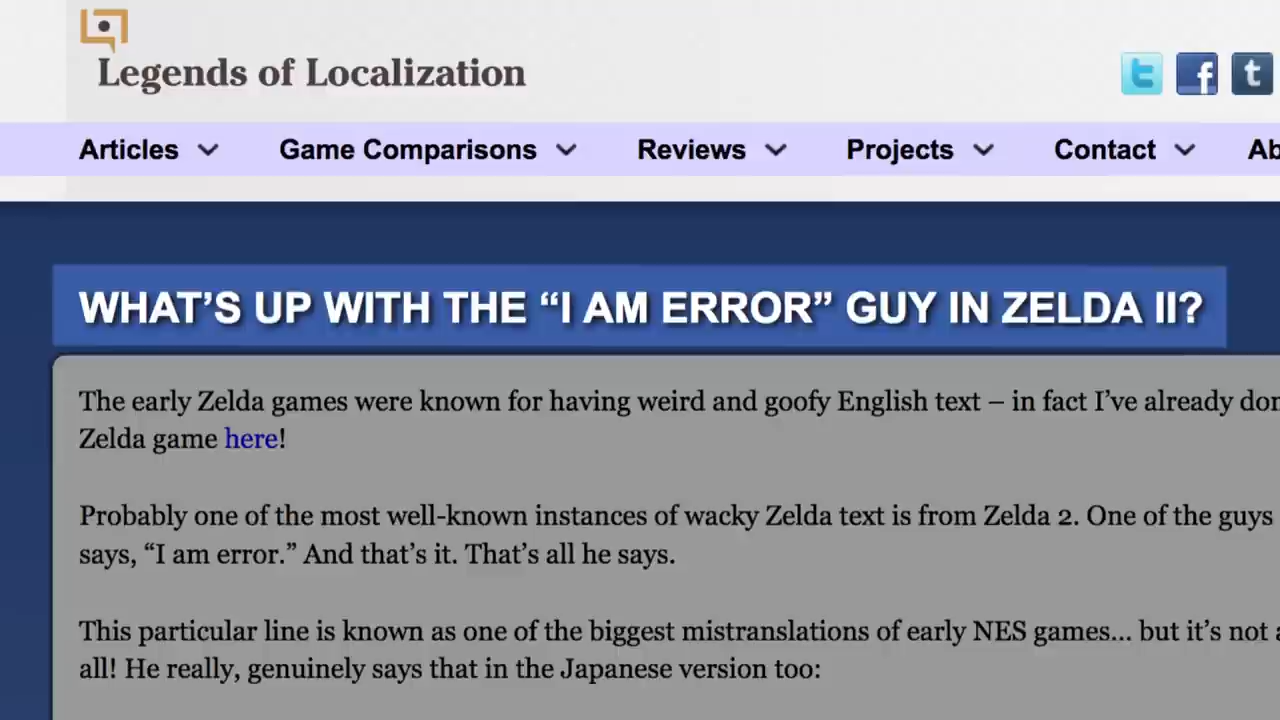 Legends of Localization
Articles Game Comparisons Reviews Projects Contact
WHAT’S UP WITH THE “I AM ERROR” GUY IN ZELDA II?
The early Zelda games were known for having weird and goofy English text – in fact I’ve already
Zelda game here!
Probably one of the most well-known instances of wacky Zelda text is from Zelda 2. One of the guys
says, “I am error.” And that’s it. That’s all he says.
This particular line is known as one of the biggest mistranslations of early NES games... but it’s not
all! He really, genuinely says that in the Japanese version too: